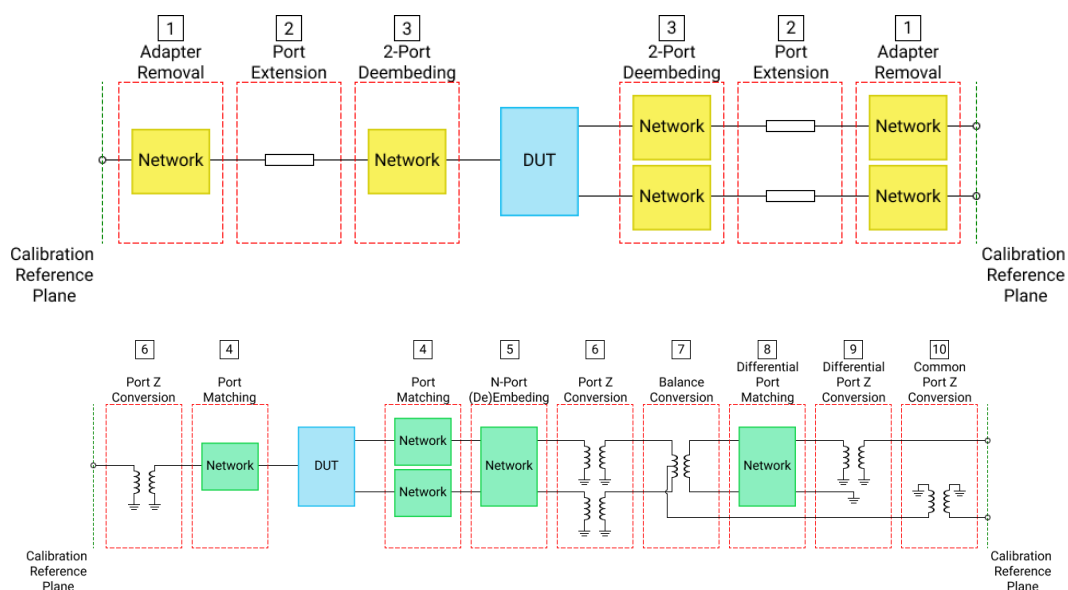 1
Adapter
Removal
2
Port
Extension
3
2-Port
Deembeding
3
2-Port
Deembeding
2
Port
Extension
1
Adapter
Removal
Network
Network
DUT
Network
Network
Network
Network
Calibration
Reference
Plane
Calibration
Reference
Plane
6
Port Z
Conversion
4
Port
Matching
4
Port
Matching
5
N-Port
(De)Embeding
6
Port Z
Conversion
7
Balance
Conversion
8
Differential
Port
Matching
9
Differential
Port Z
Conversion
10
Common
Port Z
Conversion
Network
DUT
Network
Network
Network
Network
Calibration
Reference
Plane
Calibration
Reference
Plane